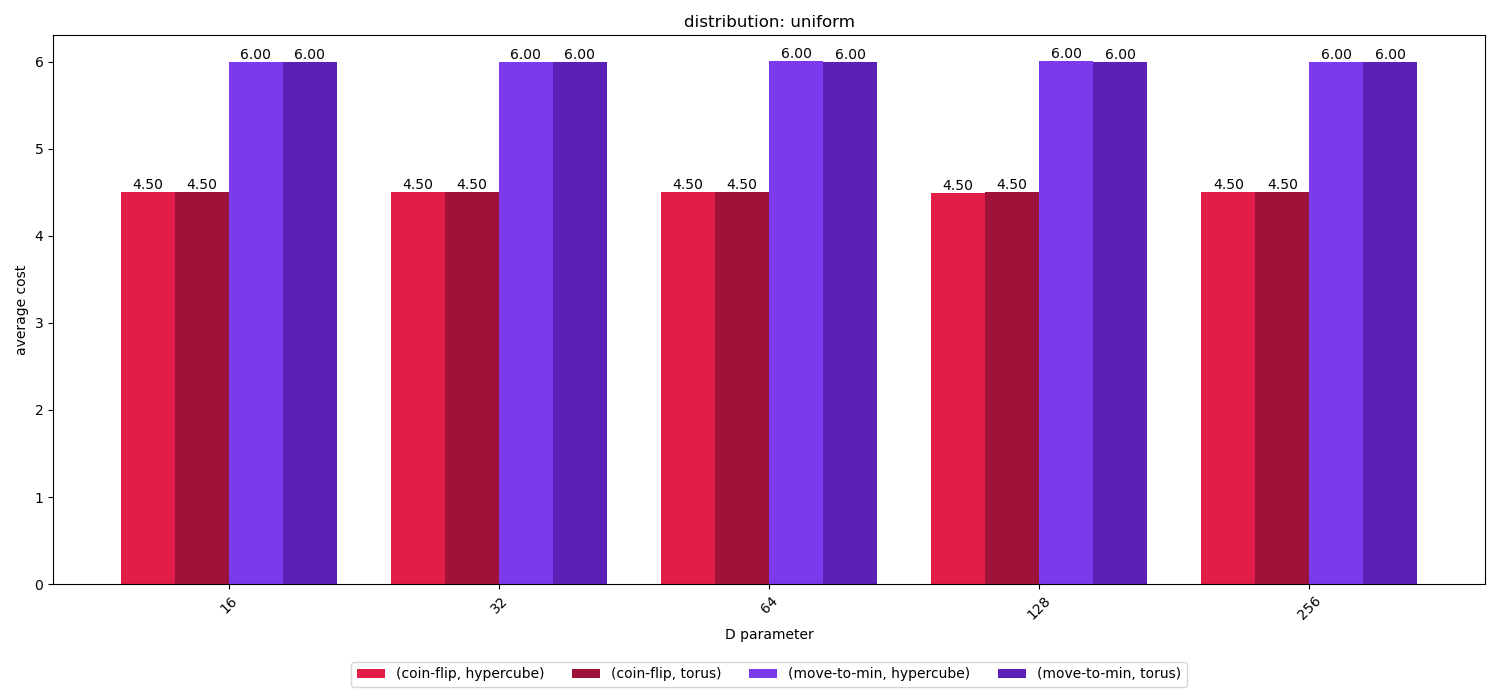 distribution: uniform
6.00 6.00 6.00 6.00 6.00 6.00 6.00 6.00 6.00 6.00
4.50 4.50 4.50 4.50 4.50 4.50 4.50 4.50 4.50 4.50
average cost
6
5
4
3
2
1
0
16 32 64 128 256
D parameter
(coin-flip, hypercube) (coin-flip, torus) (move-to-min, hypercube) (move-to-min, torus)